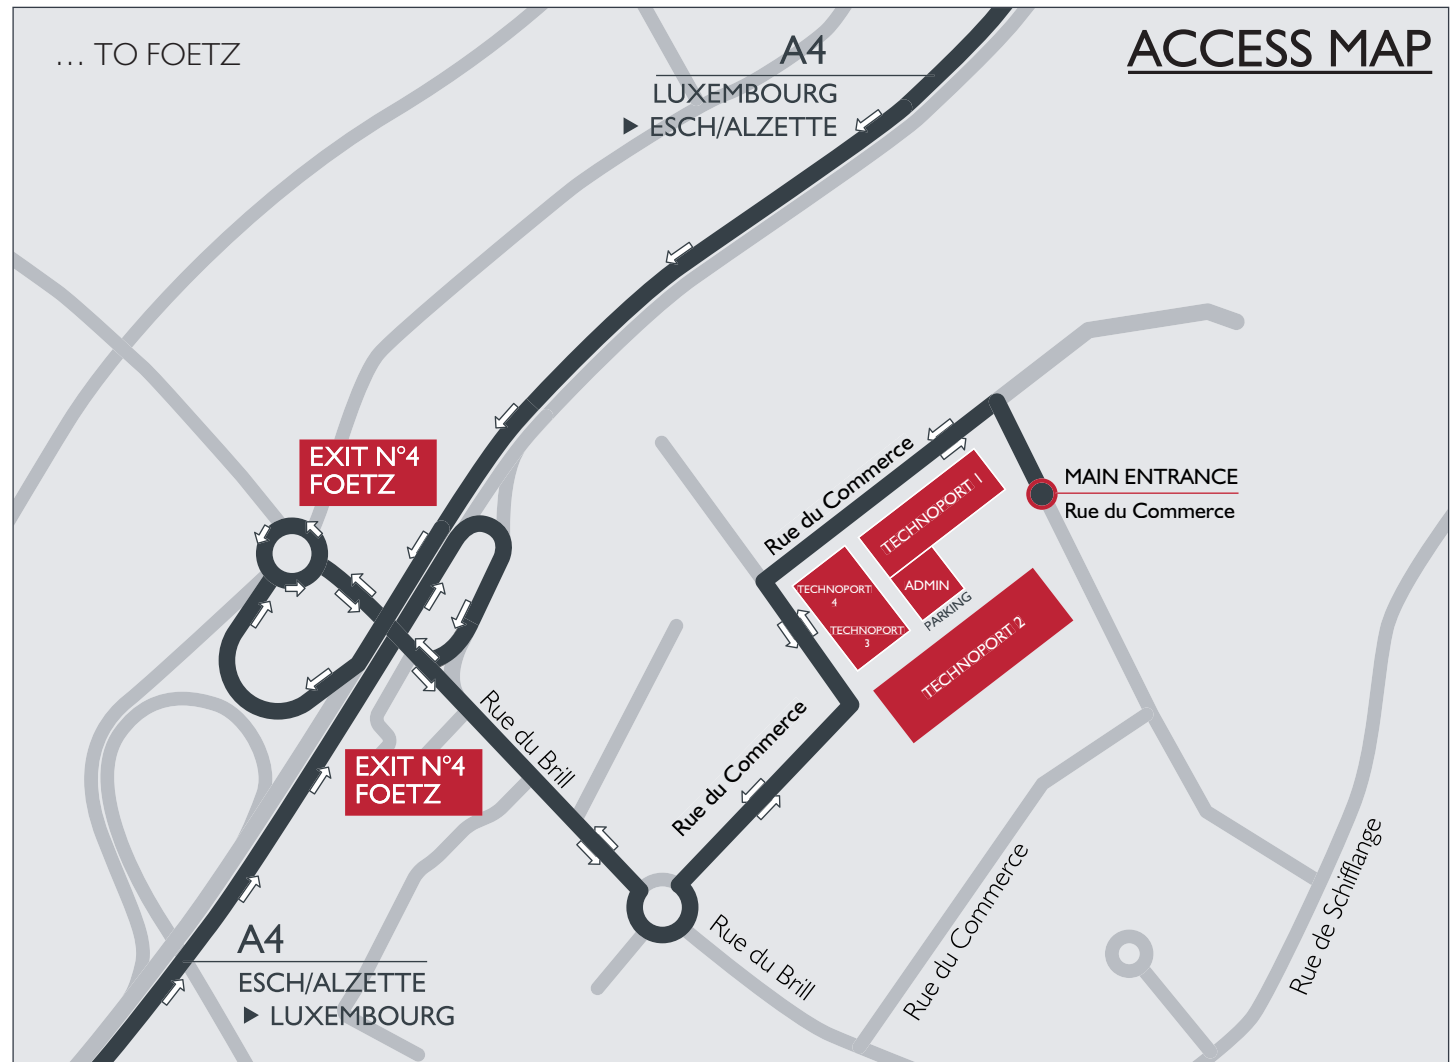 … TO FOETZ
ACCESS MAP
A4
LUXEMBOURG
▶ ESCH/ALZETTE
EXIT N°4
FOETZ
Rue du Commerce
TECHNOPORT 1
MAIN ENTRANCE
Rue du Commerce
TECHNOPORT
4
ADMIN
PARKING
TECHNOPORT
3
TECHNOPORT 2
Rue du Brill
Rue du Commerce
EXIT N°4
FOETZ
Rue du Commerce
Rue de Schifflange
Rue du Brill
A4
ESCH/ALZETTE
▶ LUXEMBOURG